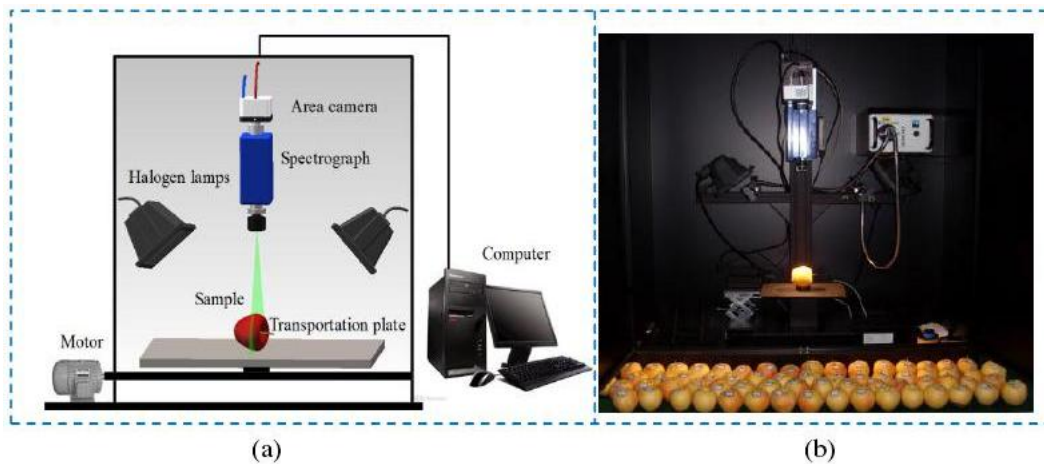 Area camera
Spectrograph
Halogen lamps
Computer
Sample
Transportation plate
Motor
(a)
(b)